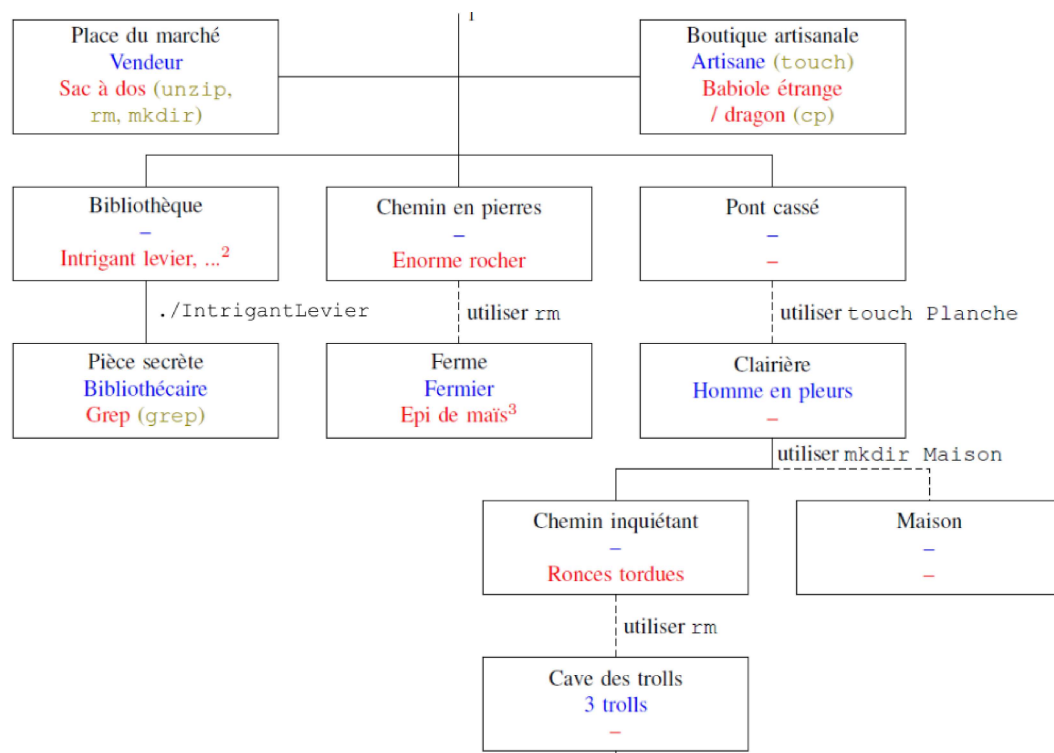 1
Place du marché
Vendeur
Sac à dos (unzip,
rm, mkdir)
Boutique artisanale
Artisane (touch)
Babiole étrange
/ dragon (cp)
Bibliothèque
–
Intrigant levier, ...²
Chemin en pierres
–
Enorme rocher
Pont cassé
–
–
./IntrigantLevier
utiliser rm
utiliser touch Planche
Pièce secrète
Bibliothécaire
Grep (grep)
Ferme
Fermier
Epi de maïs³
Clairière
Homme en pleurs
–
utiliser mkdir Maison
Chemin inquiétant
–
Ronces tordues
Maison
–
–
utiliser rm
Cave des trolls
3 trolls
–